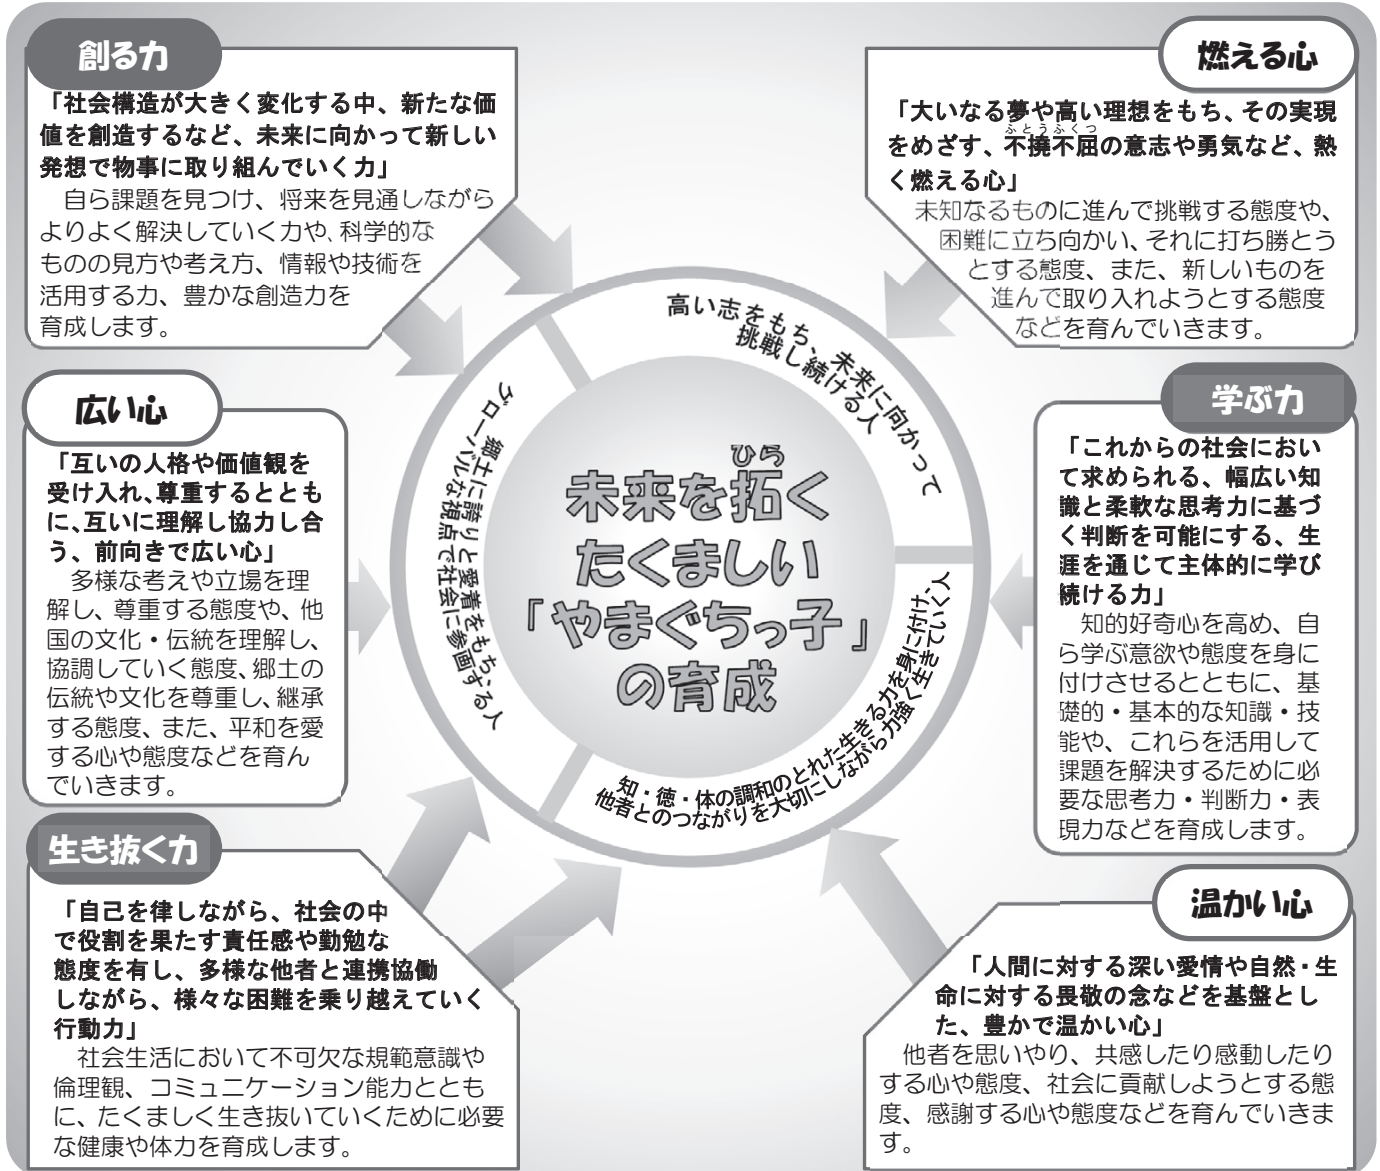 創る力
「社会構造が大きく変化する中、新たな価
値を創造するなど、未来に向かって新しい
発想で物事に取り組んでいく力」
自ら課題を見つけ、将来を見通しながら
よりよく解決していく力や、科学的な
ものの見方や考え方、情報や技術を
活用する力、豊かな創造力を
育成します。
燃える心
「大いなる夢や高い理想をもち、その実現
ふとうふくつ
をめざす、不撓不屈の意志や勇気など、熱
く燃える心」
未知なるものに進んで挑戦する態度や、
困難に立ち向かい、それに打ち勝とう
とする態度、また、新しいものを
進んで取り入れようとする態度
などを育んでいきます。
広い心
「互いの人格や価値観を
受け入れ、尊重するととも
に、互いに理解し協力し合
う、前向きで広い心」
多様な考えや立場を理
解し、尊重する態度や、他
国の文化・伝統を理解し、
協調していく態度、郷土の
伝統や文化を尊重し、継承
する態度、また、平和を愛
する心や態度などを育ん
でいきます。
高い志をもち、未来に向かって
挑戦し続ける人
郷土に誇りと愛着をもち、
グローバルな視点で社会に参画する人
知・徳・体の調和のとれた生きる力を身に付け、
他者とのつながりを大切にしながら力強く生きていく人
ひら
未来を拓く
たくましい
「やまぐちっ子」
の育成
学ぶ力
「これからの社会におい
て求められる、幅広い知
識と柔軟な思考力に基づ
く判断を可能にする、生
涯を通じて主体的に学び
続ける力」
知的好奇心を高め、自
ら学ぶ意欲や態度を身に
付けさせるとともに、基
礎的・基本的な知識・技
能や、これらを活用して
課題を解決するために必
要な思考力・判断力・表
現力などを育成します。
生き抜く力
「自己を律しながら、社会の中
で役割を果たす責任感や勤勉な
態度を有し、多様な他者と連携協働
しながら、様々な困難を乗り越えていく
行動力」
社会生活において不可欠な規範意識や
倫理観、コミュニケーション能力ととも
に、たくましく生き抜いていくために必要
な健康や体力を育成します。
温かい心
「人間に対する深い愛情や自然・生
命に対する畏敬の念などを基盤とし
た、豊かで温かい心」
他者を思いやり、共感したり感動したり
する心や態度、社会に貢献しようとする態
度、感謝する心や態度などを育んでいきま
す。